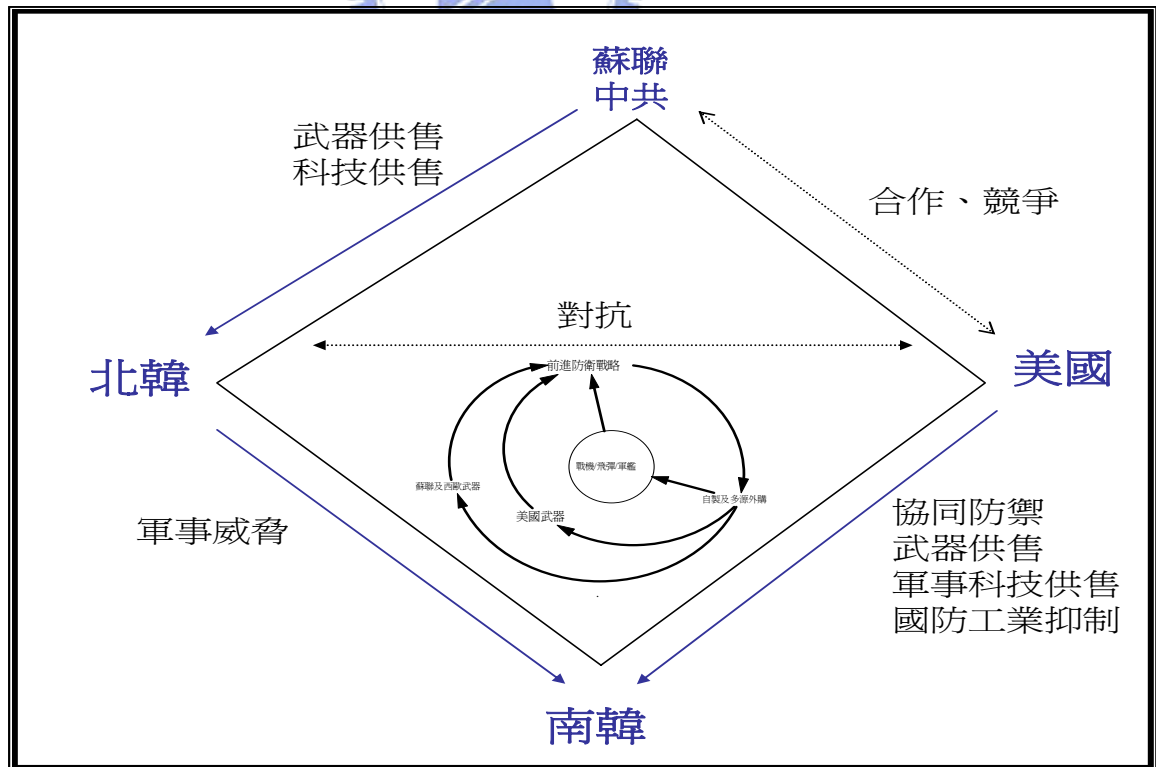 蘇聯
中共
武器供售
科技供售
合作、競爭
對抗
前進防衛戰略
北韓
美國
戰機/飛彈/軍艦
蘇聯及西歐武器
自製及多源外購
美國武器
軍事威脅
協同防禦
武器供售
軍事科技供售
國防工業抑制
南韓